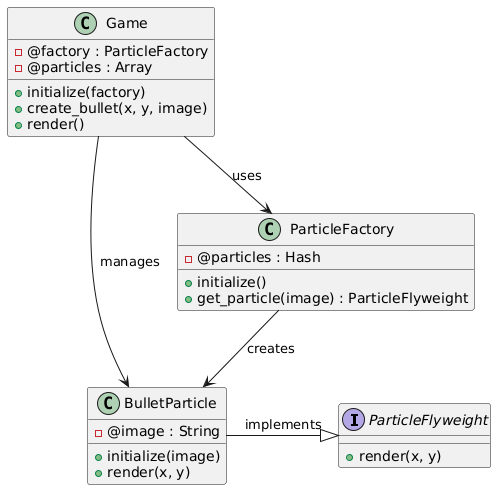 C Game
@factory : ParticleFactory
@particles : Array
initialize(factory)
create_bullet(x, y, image)
render()
uses
C ParticleFactory
@particles : Hash
initialize()
get_particle(image) : ParticleFlyweight
manages
creates
C BulletParticle
@image : String
initialize(image)
render(x, y)
implements
I ParticleFlyweight
render(x, y)